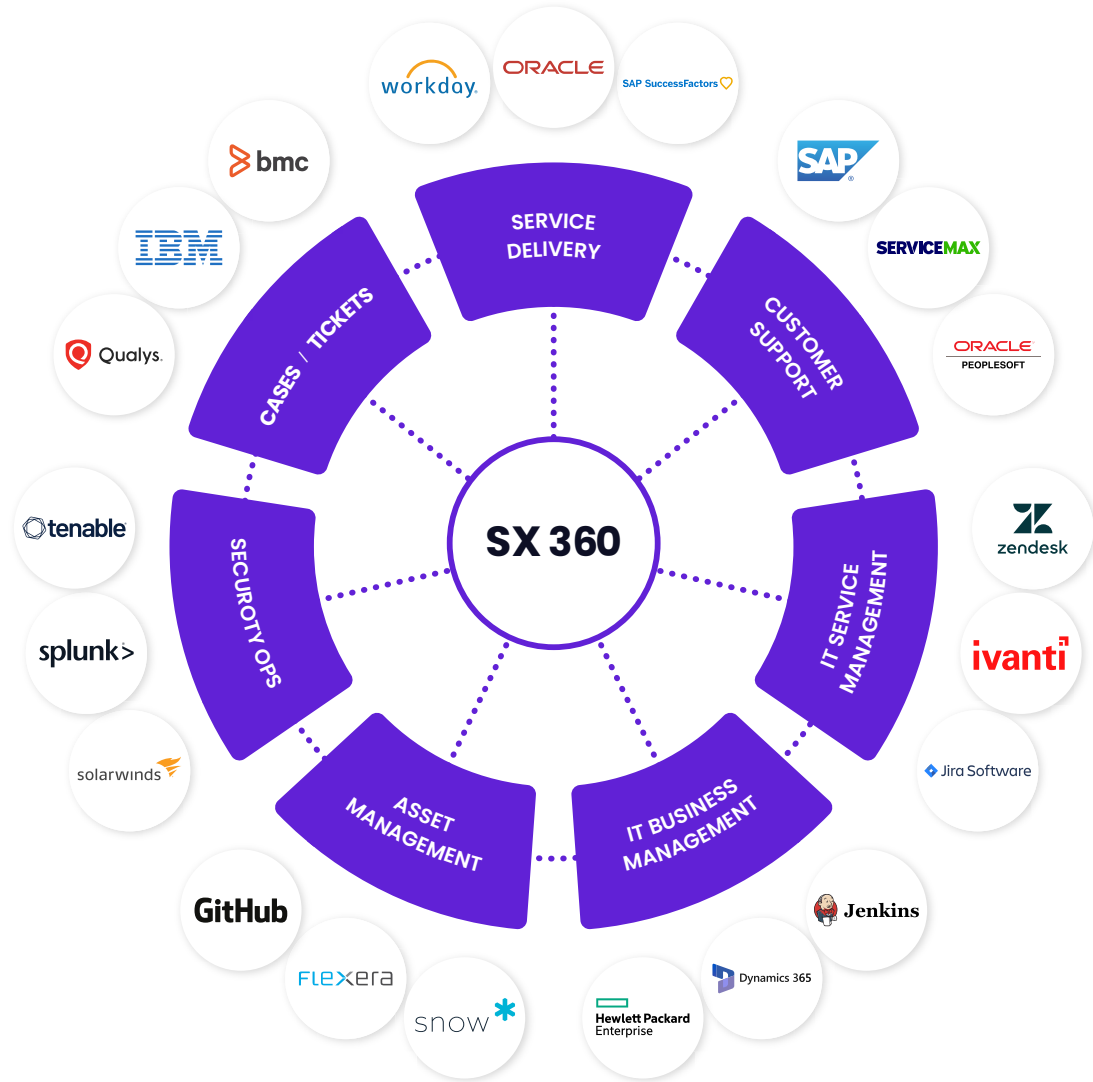 workday.
ORACLE
SAP SuccessFactors
bmc
SAP
®
IBM
SERVICEMAX
Qualys.
ORACLE
PEOPLESOFT
SERVICE
DELIVERY
CASES / TICKETS
CUSTOMER
SUPPORT
SX 360
tenable
zendesk
SECUROTY OPS
IT SERVICE
MANAGEMENT
splunk>
ivanti
solarwinds
Jira Software
ASSET
MANAGEMENT
IT BUSINESS
MANAGEMENT
GitHub
Jenkins
FLEXERA
Dynamics 365
snow
Hewlett Packard
Enterprise